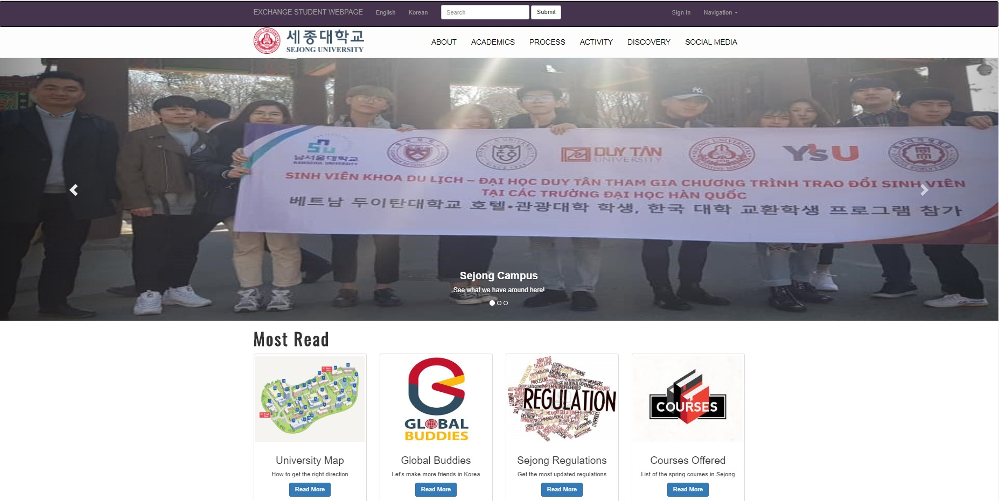 EXCHANGE STUDENT WEBPAGE English Korean Search Submit Sign In Navigation
세종대학교
SEJONG UNIVERSITY
ABOUT ACADEMICS PROCESS ACTIVITY DISCOVERY SOCIAL MEDIA
nsu
남서울대학교
NAMSEOUL UNIVERSITY
DUY TÂN
UNIVERSITY
YSU
SINH VIÊN KHOA DU LỊCH – ĐẠI HỌC DUY TÂN THAM GIA CHƯƠNG TRÌNH TRAO ĐỔI SINH VIÊN
TẠI CÁC TRƯỜNG ĐẠI HỌC HÀN QUỐC
베트남 두이탄대학교 호텔•관광대학 학생, 한국 대학 교환학생 프로그램 참가
Sejong Campus
See what we have around here!
Most Read
GLOBAL
BUDDIES
REGULATION
COURSES
University Map
How to get the right direction
Read More
Global Buddies
Let's make more friends in Korea
Read More
Sejong Regulations
Get the most updated regulations
Read More
Courses Offered
List of the spring courses in Sejong
Read More